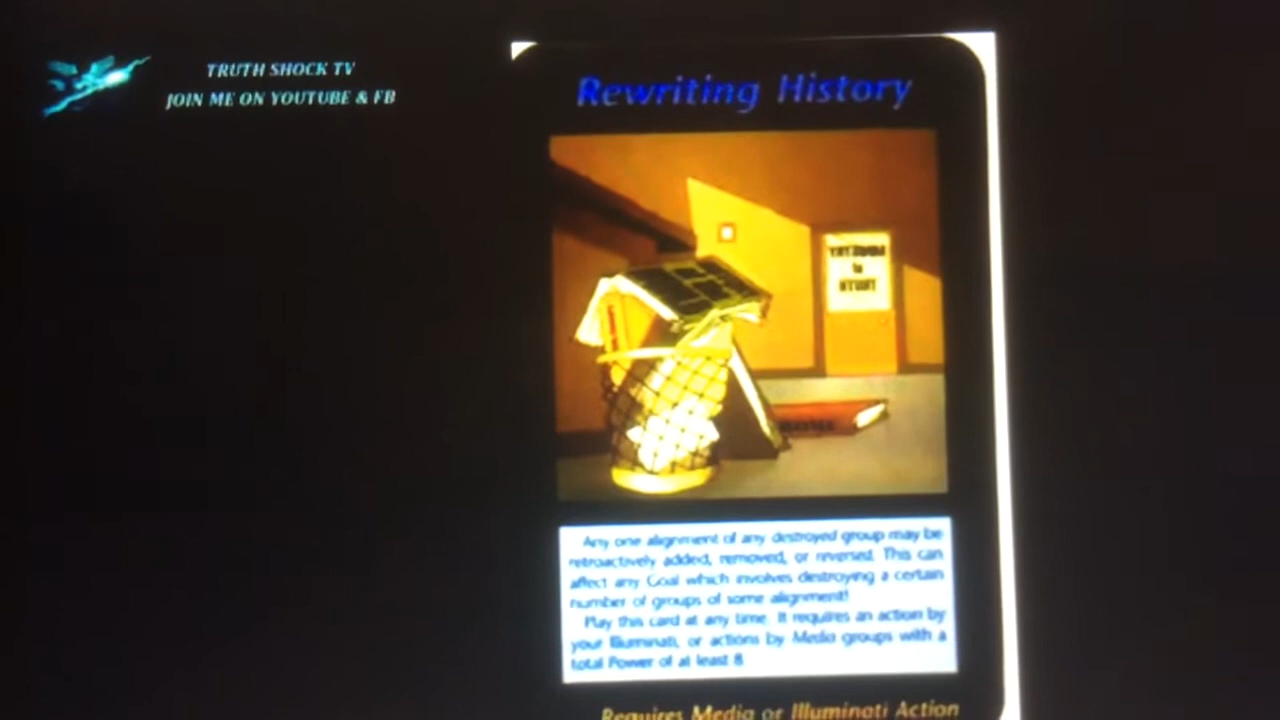 TRUTH SHOCK TV
JOIN ME ON YOUTUBE & FB
Rewriting History
Any one alignment of any destroyed group may be
retroactively added, removed, or reversed. This can
affect any Goal which involves destroying a certain
number of groups of some alignment!
Play this card at any time. It requires an action by
your Illuminati, or actions by Media groups with a
total Power of at least 8
Requires Media or Illuminati Action